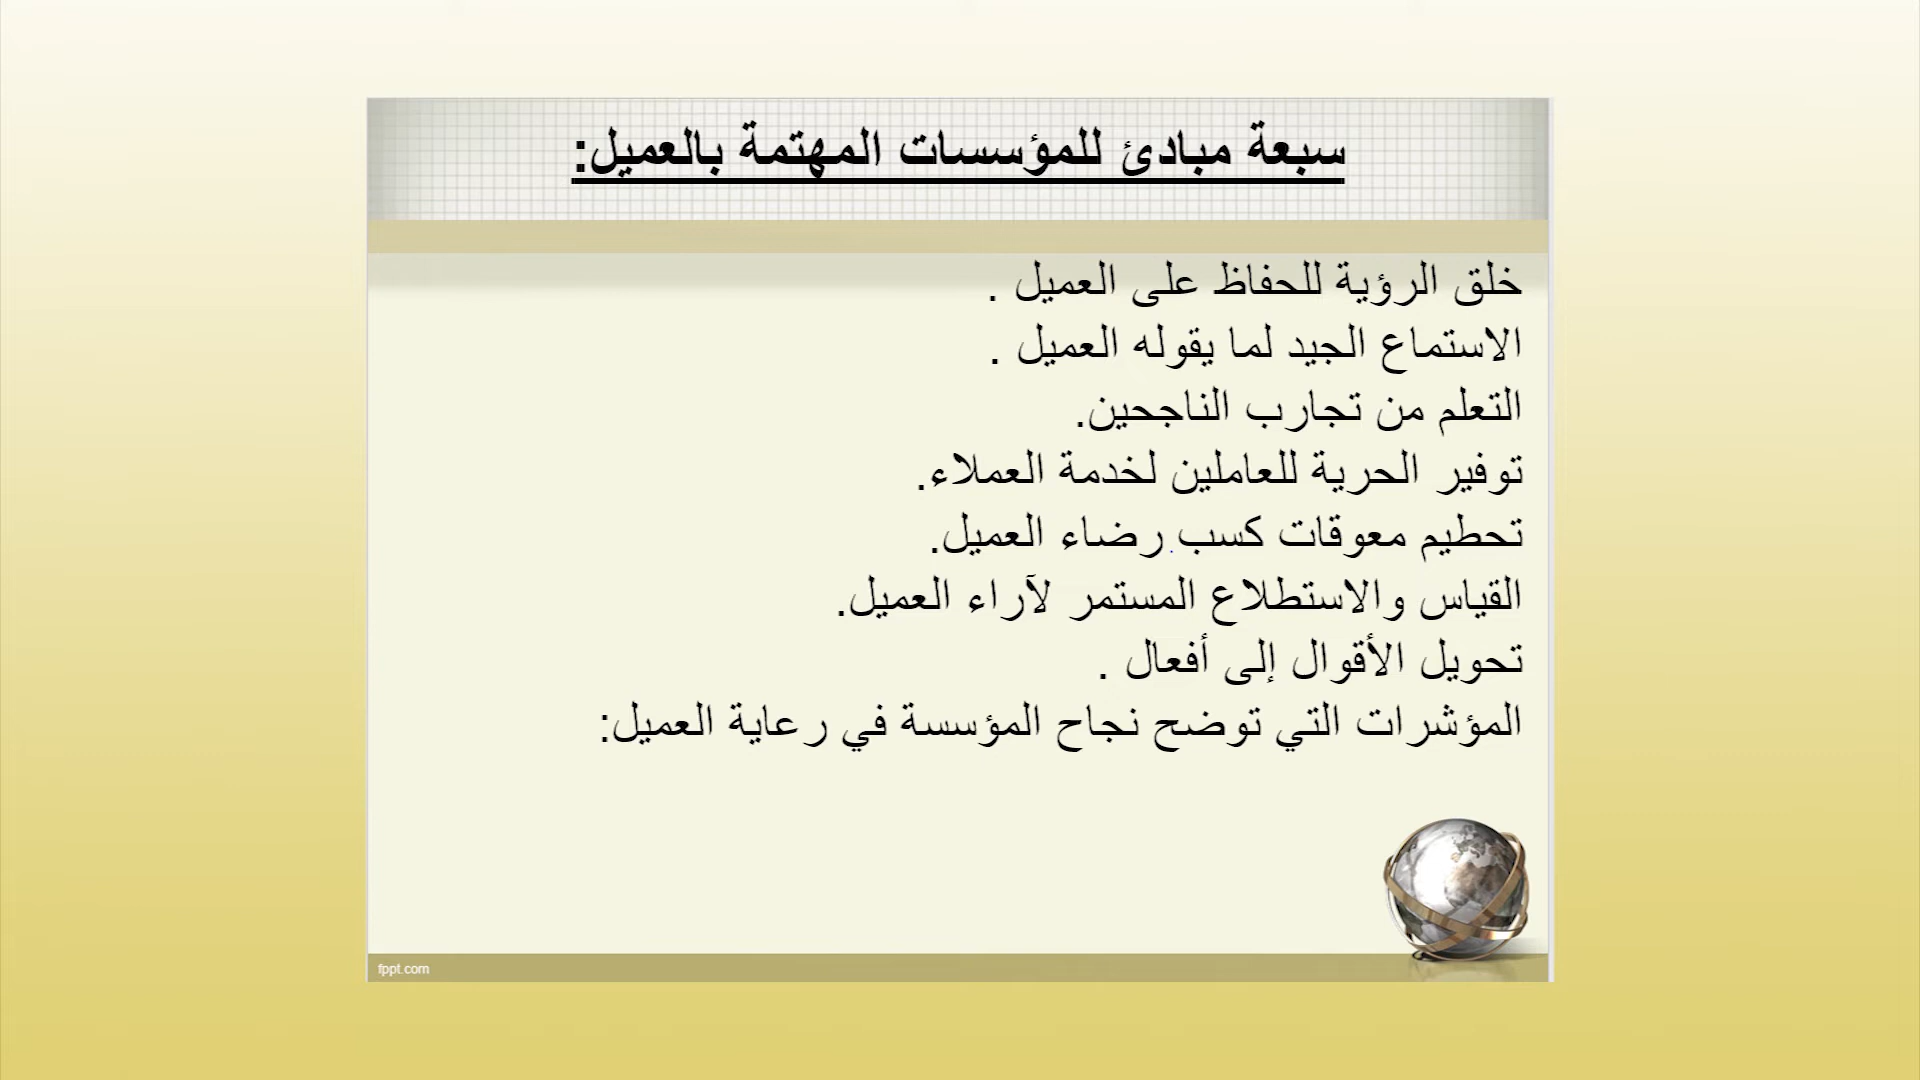 سبعة مبادئ للمؤسسات المهتمة بالعميل:
خلق الرؤية للحفاظ على العميل .
الاستماع الجيد لما يقوله العميل .
التعلم من تجارب الناجحين.
توفير الحرية للعاملين لخدمة العملاء.
تحطيم معوقات كسب رضاء العميل.
القياس والاستطلاع المستمر لآراء العميل.
تحويل الأقوال إلى أفعال .
المؤشرات التي توضح نجاح المؤسسة في رعاية العميل:
fppt.com